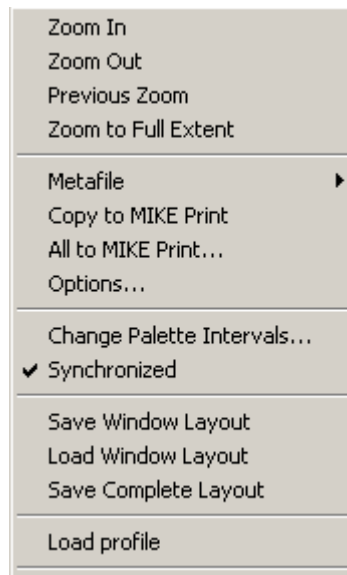 Zoom In
Zoom Out
Previous Zoom
Zoom to Full Extent
Metafile
Copy to MIKE Print
All to MIKE Print...
Options...
Change Palette Intervals...
Synchronized
Save Window Layout
Load Window Layout
Save Complete Layout
Load profile